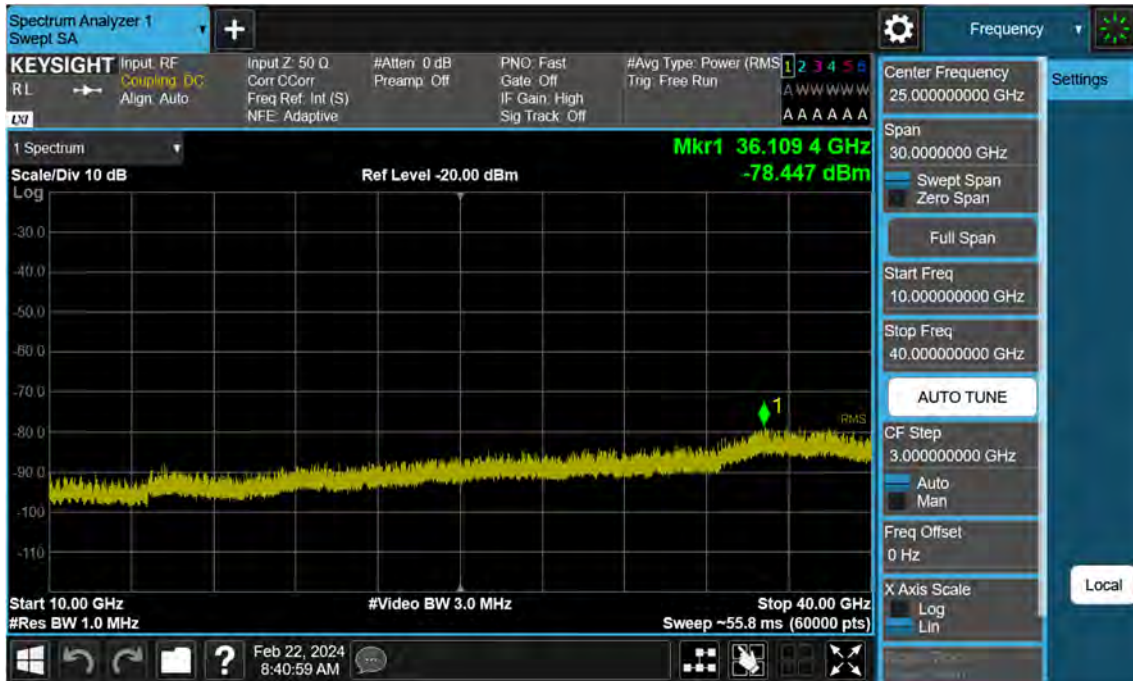 Spectrum Analyzer 1
Swept SA
+
Frequency
KEYSIGHT
RL
LXI
Input: RF
Coupling: DC
Align: Auto
Input Z: 50 Ω
Corr CCorr
Freq Ref: Int (S)
NFE: Adaptive
#Atten: 0 dB
Preamp: Off
PNO: Fast
Gate: Off
IF Gain: High
Sig Track: Off
#Avg Type: Power (RMS
Trig: Free Run
1 2 3 4 5 6
A W W W W W
A A A A A A
1 Spectrum
Scale/Div 10 dB
Ref Level -20.00 dBm
Mkr1 36.109 4 GHz
-78.447 dBm
Log
-30.0
-40.0
-50.0
-60.0
-70.0
-80.0
-90.0
-100
-110
1
RMS
Start 10.00 GHz
#Video BW 3.0 MHz
Stop 40.00 GHz
#Res BW 1.0 MHz
Sweep ~55.8 ms (60000 pts)
Feb 22, 2024
8:40:59 AM
?
Center Frequency
25.000000000 GHz
Span
30.0000000 GHz
Swept Span
Zero Span
Full Span
Start Freq
10.000000000 GHz
Stop Freq
40.000000000 GHz
AUTO TUNE
CF Step
3.000000000 GHz
Auto
Man
Freq Offset
0 Hz
X Axis Scale
Log
Lin
Settings
Local